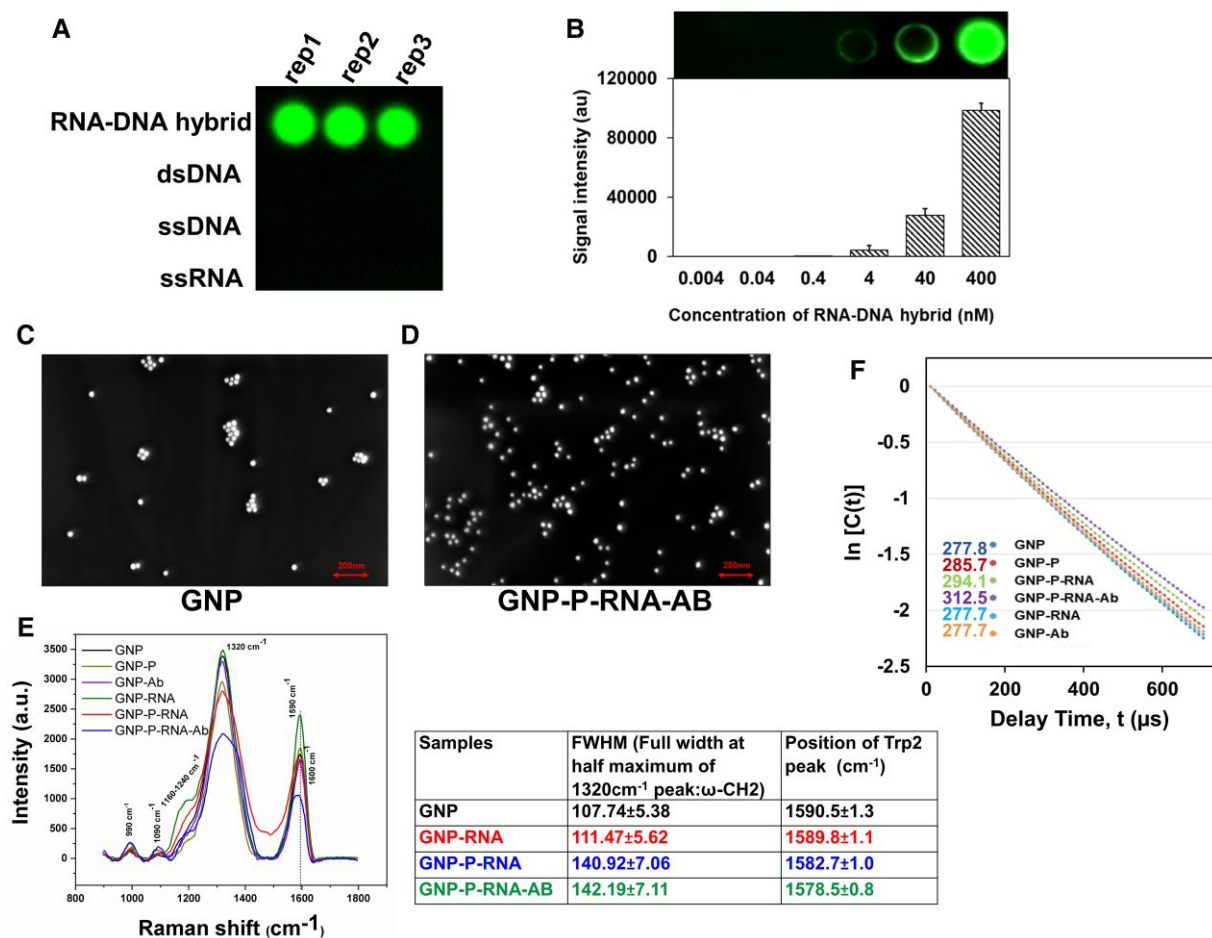 A
rep1 rep2 rep3
RNA-DNA hybrid
dsDNA
ssDNA
ssRNA
B
Signal intensity (au)
120000
80000
40000
0
0.004 0.04 0.4 4 40 400
Concentration of RNA-DNA hybrid (nM)
C
200nm
GNP
D
200nm
GNP-P-RNA-AB
E
Intensity (a.u.)
3500
3000
2500
2000
1500
1000
500
0
GNP
GNP-P
GNP-Ab
GNP-RNA
GNP-P-RNA
GNP-P-RNA-Ab
990 cm-1
1090 cm-1
1160-1240 cm-1
1320 cm-1
1590 cm-1
1600 cm-1
800 1000 1200 1400 1600 1800
Raman shift (cm-1)
Samples FWHM (Full width at half maximum of 1320cm-1 peak:ω-CH2) Position of Trp2 peak (cm-1)
GNP 107.74±5.38 1590.5±1.3
GNP-RNA 111.47±5.62 1589.8±1.1
GNP-P-RNA 140.92±7.06 1582.7±1.0
GNP-P-RNA-AB 142.19±7.11 1578.5±0.8
F
ln [C(t)]
0
-0.5
-1
-1.5
-2
-2.5
277.8 GNP
285.7 GNP-P
294.1 GNP-P-RNA
312.5 GNP-P-RNA-Ab
277.7 GNP-RNA
277.7 GNP-Ab
0 200 400 600
Delay Time, t (µs)